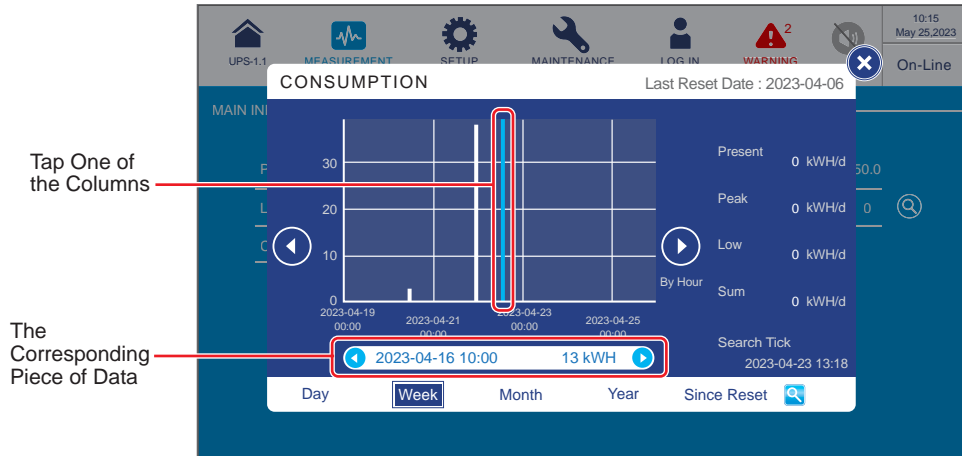 10:15
May 25,2023
2
UPS-1.1
MEASUREMENT
SETUP
MAINTENANCE
LOG IN
WARNING
On-Line
CONSUMPTION
Last Reset Date : 2023-04-06
MAIN IN
Tap One of
the Columns
30
20
10
0
2023-04-19
00:00
2023-04-21
00:00
2023-04-23
00:00
2023-04-25
00:00
By Hour
Present
0 kWH/d
Peak
0 kWH/d
Low
0 kWH/d
Sum
0 kWH/d
P
50.0
L
0
C
The
Corresponding
Piece of Data
2023-04-16 10:00 13 kWH
Search Tick
2023-04-23 13:18
Day Week Month Year Since Reset